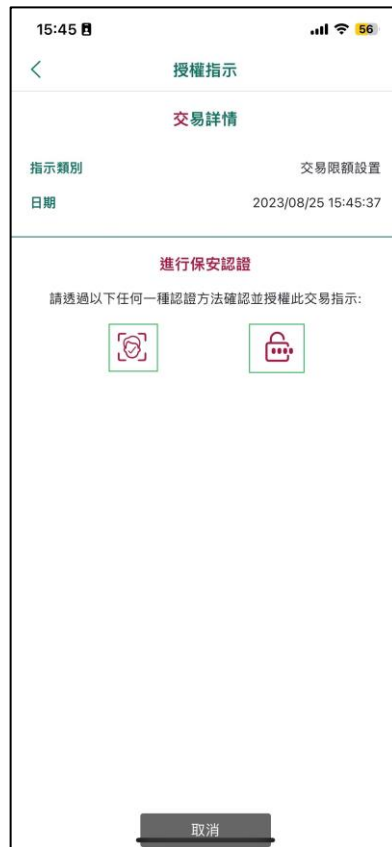 15:45 56
授權指示
交易詳情
指示類別 交易限額設置
日期 2023/08/25 15:45:37
進行保安認證
請透過以下任何一種認證方法確認並授權此交易指示:
取消